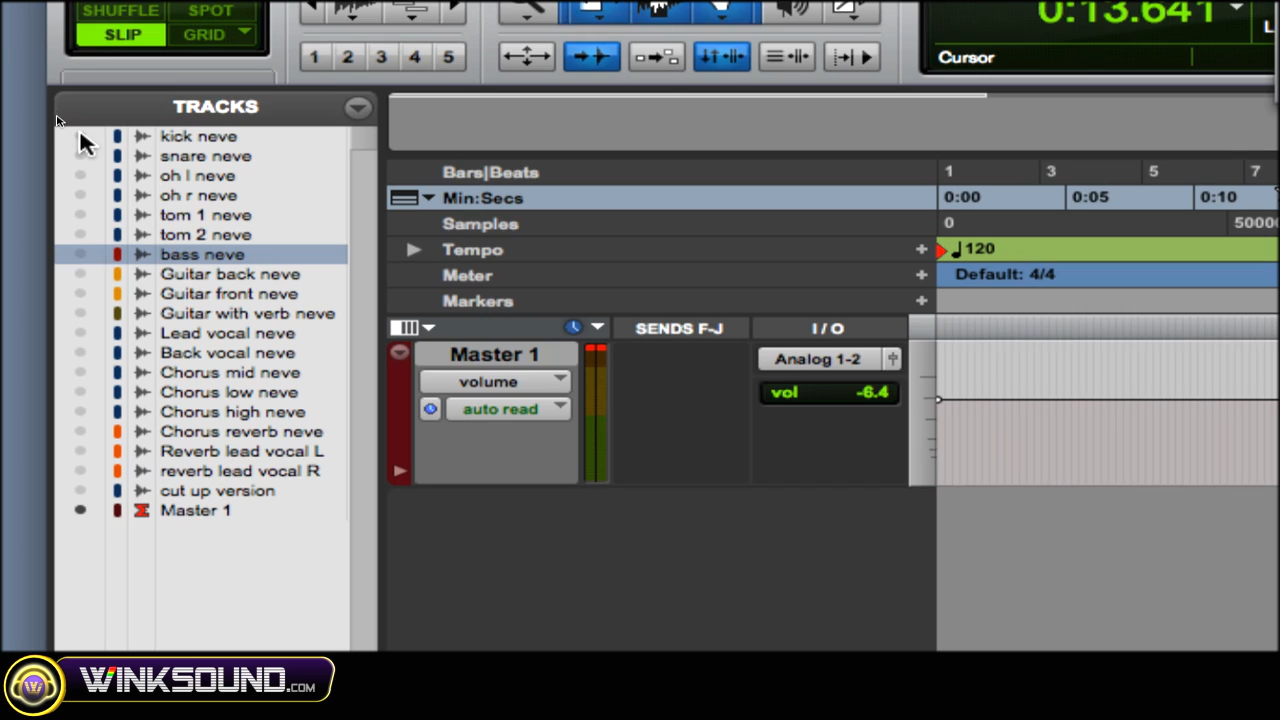 SHUFFLE SPOT
SLIP GRID
1 2 3 4 5
0:13.641
Cursor
TRACKS
kick neve
snare neve
oh l neve
oh r neve
tom 1 neve
tom 2 neve
bass neve
Guitar back neve
Guitar front neve
Guitar with verb neve
Lead vocal neve
Back vocal neve
Chorus mid neve
Chorus low neve
Chorus high neve
Chorus reverb neve
Reverb lead vocal L
reverb lead vocal R
cut up version
Master 1
Bars|Beats 1 3 5 7
Min:Secs 0:00 0:05 0:10
Samples 0
Tempo 120
Meter Default: 4/4
Markers
SENDS F-J I / O
Master 1 Analog 1-2
volume vol -6.4
auto read
WINKSOUND.COM